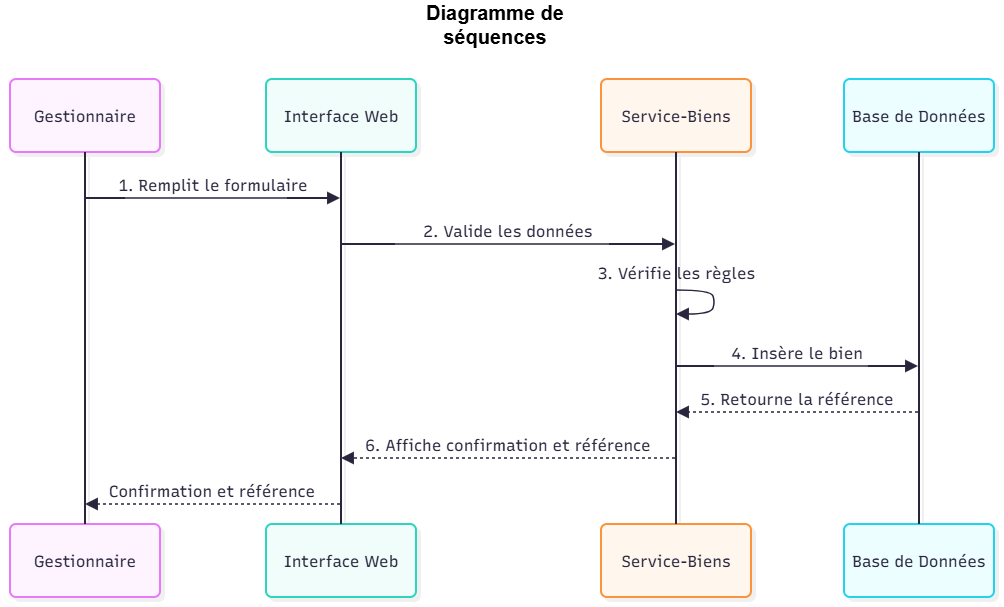 Diagramme de
séquences
Gestionnaire
Interface Web
Service-Biens
Base de Données
1. Remplit le formulaire
2. Valide les données
3. Vérifie les règles
4. Insère le bien
5. Retourne la référence
6. Affiche confirmation et référence
Confirmation et référence
Gestionnaire
Interface Web
Service-Biens
Base de Données